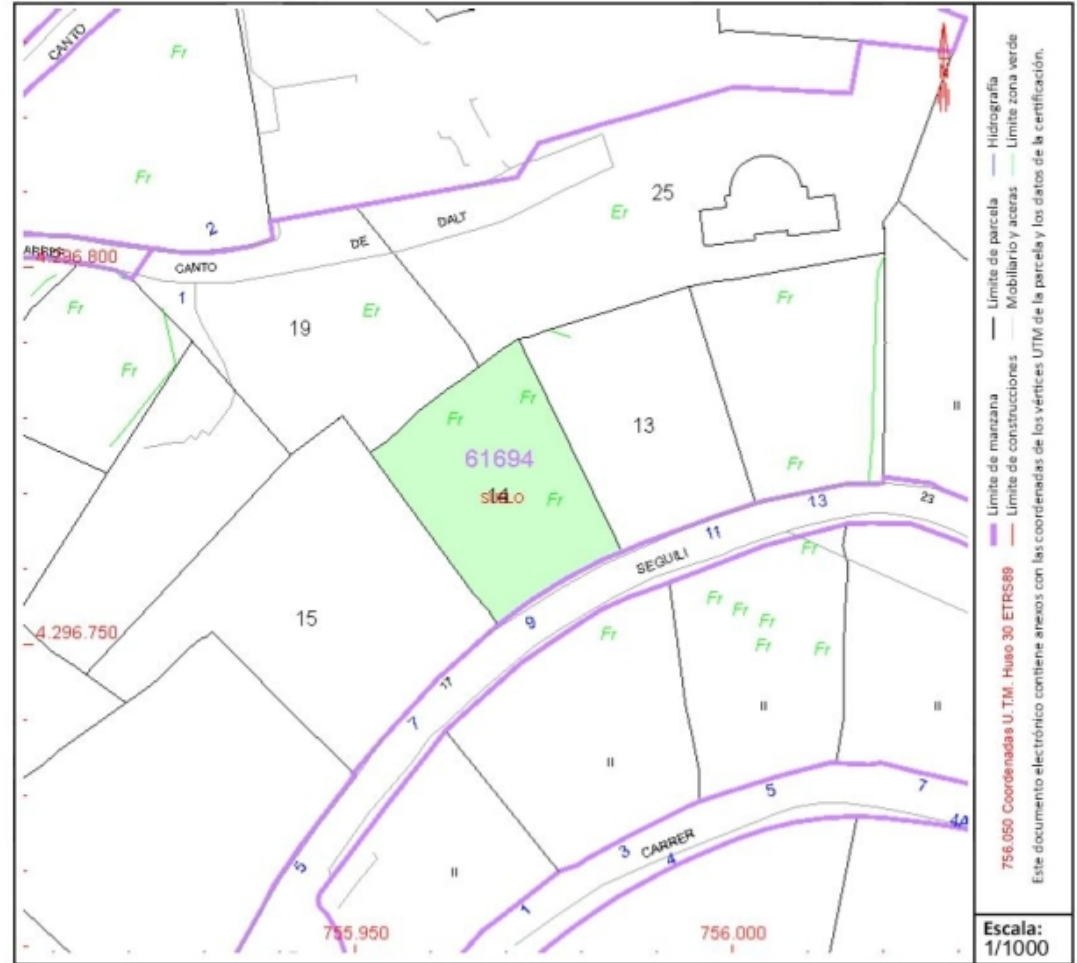 CANTO
Fr
Fr
2
25
Er
DALT
DE
4.296.800
CANTO
1
Fr
Fr
19
Er
Fr
Fr
Fr
13
Fr
61694
14
SUELO
Fr
Fr
II
13
23
11
SEGUILI
Fr
9
15
4.296.750
Fr
Fr
Fr
Fr
Fr
Fr
17
7
II
II
II
5
7
4A
3
CARRER
4
5
II
1
755.950
756.000
Límite de manzana
Límite de parcela
Hidrografía
Límite de construcciones
Mobiliario y aceras
Límite zona verde
756.050 Coordenadas U.T.M. Huso 30 ETRS89
Este documento electrónico contiene anexos con las coordenadas de los vértices UTM de la parcela y los datos de la certificación.
Escala:
1/1000